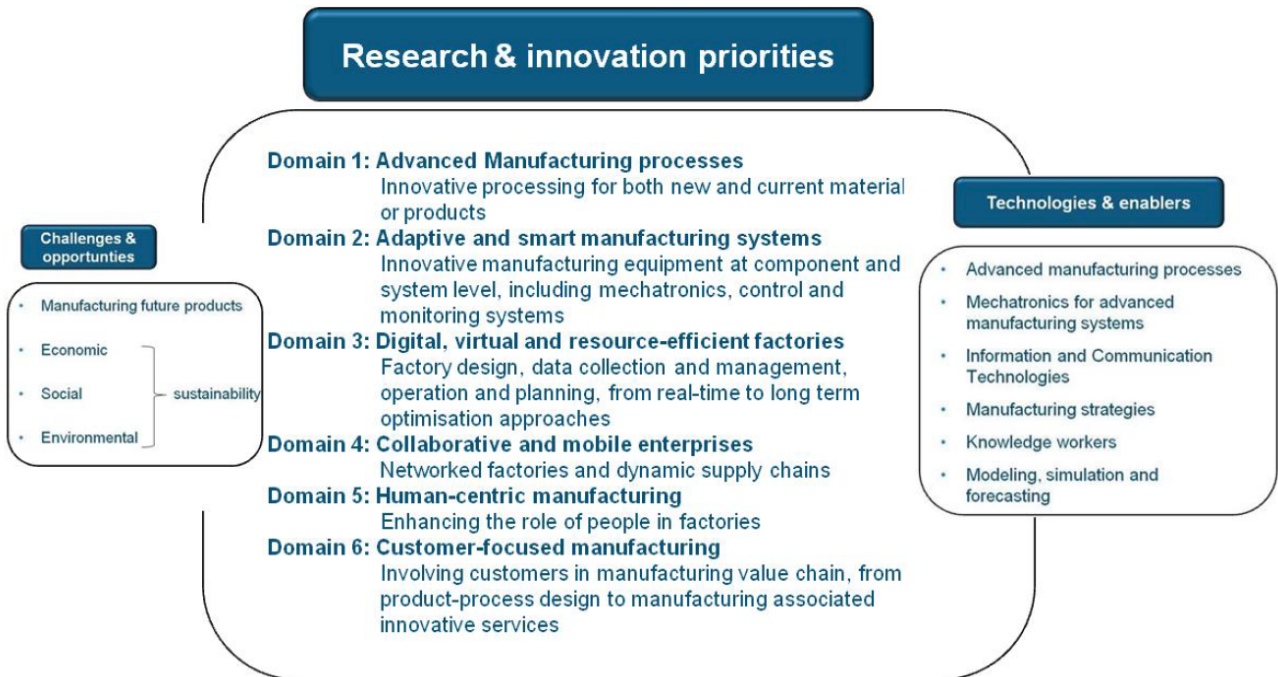 Research & innovation priorities
Challenges &
opportunties
• Manufacturing future products
• Economic
• Social
sustainability
• Environmental
Domain 1: Advanced Manufacturing processes
Innovative processing for both new and current material
or products
Domain 2: Adaptive and smart manufacturing systems
Innovative manufacturing equipment at component and
system level, including mechatronics, control and
monitoring systems
Domain 3: Digital, virtual and resource-efficient factories
Factory design, data collection and management,
operation and planning, from real-time to long term
optimisation approaches
Domain 4: Collaborative and mobile enterprises
Networked factories and dynamic supply chains
Domain 5: Human-centric manufacturing
Enhancing the role of people in factories
Domain 6: Customer-focused manufacturing
Involving customers in manufacturing value chain, from
product-process design to manufacturing associated
innovative services
Technologies & enablers
• Advanced manufacturing processes
• Mechatronics for advanced
manufacturing systems
• Information and Communication
Technologies
• Manufacturing strategies
• Knowledge workers
• Modeling, simulation and
forecasting